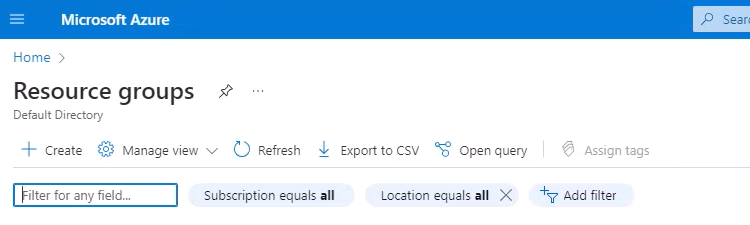 Microsoft Azure
Home >
Resource groups
Default Directory
Create Manage view Refresh Export to CSV Open query Assign tags
Filter for any field... Subscription equals all Location equals all Add filter